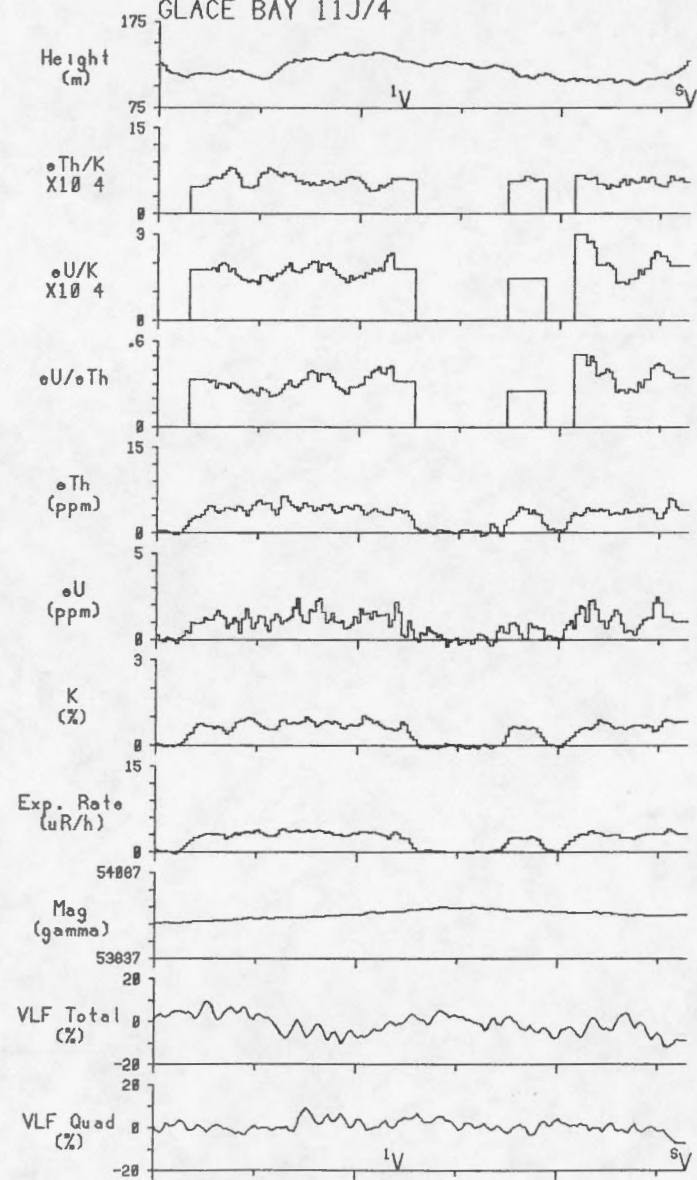 GLACE BAY 11J/4
175
Height
(m)
75
1V
SV
15
eTh/K
X10 4
0
9
eU/K
X10 4
0
.6
eU/eTh
0
15
eTh
(ppm)
0
5
eU
(ppm)
0
3
K
(%)
0
15
Exp. Rate
(uR/h)
0
54087
Mag
(gamma)
53837
20
VLF Total
0
(%)
-20
20
VLF Quad
0
(%)
-20
1V
SV